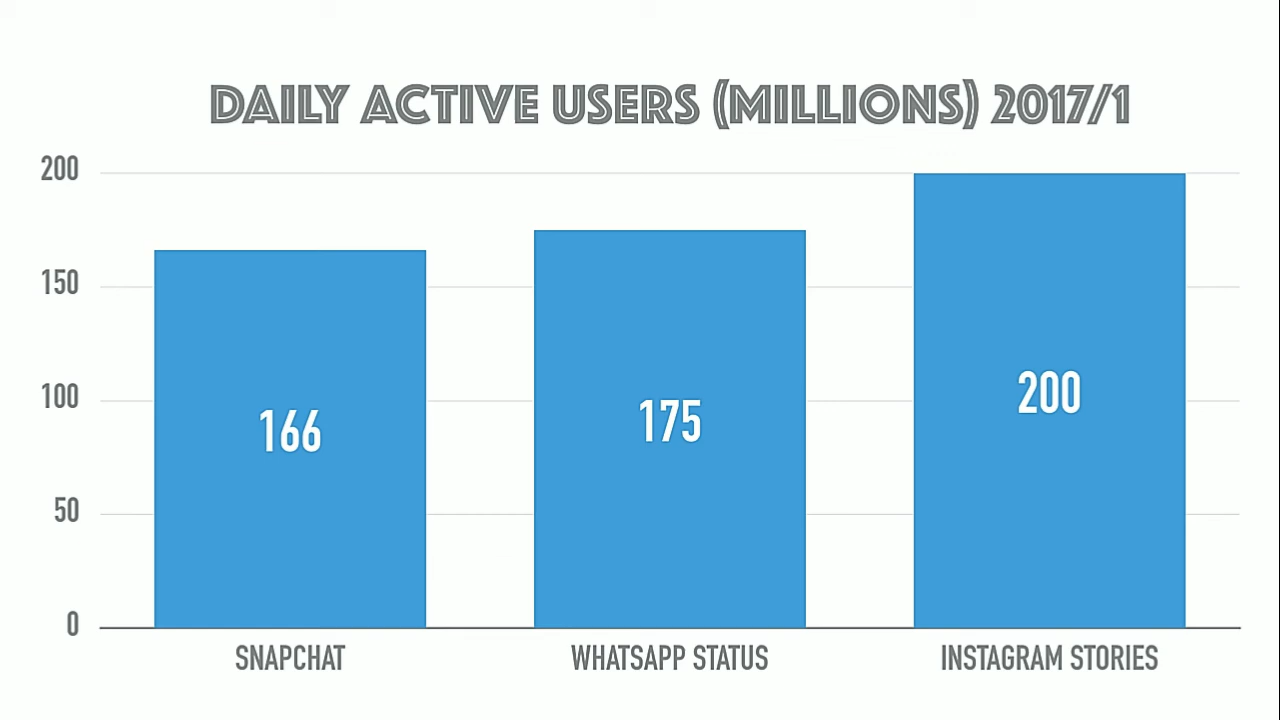 DAILY ACTIVE USERS (MILLIONS) 2017/1
200
150
100
50
0
166
175
200
SNAPCHAT
WHATSAPP STATUS
INSTAGRAM STORIES